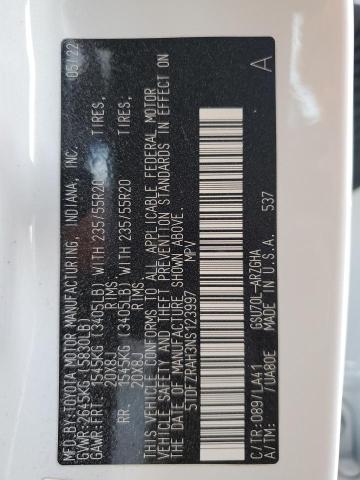 MFD.BY:TOYOTA MOTOR MANUFACTURING, INDIANA, INC. 05/22
GVWR:2645KG (5830LB)
GAWR:FRT. 1545KG (3405LB) WITH 235/55R20 TIRES,
20X8J RIMS
RR. 1545KG (3405LB) WITH 235/55R20 TIRES,
20X8J RIMS
THIS VEHICLE CONFORMS TO ALL APPLICABLE FEDERAL MOTOR
VEHICLE SAFETY AND THEFT PREVENTION STANDARDS IN EFFECT ON
THE DATE OF MANUFACTURE SHOWN ABOVE.
5TDFZRAH3NS123997 MPV
C/TR:089/LA41 GSU70L-ARZGHA
A/TM: /UA80E MADE IN U.S.A. 537
A